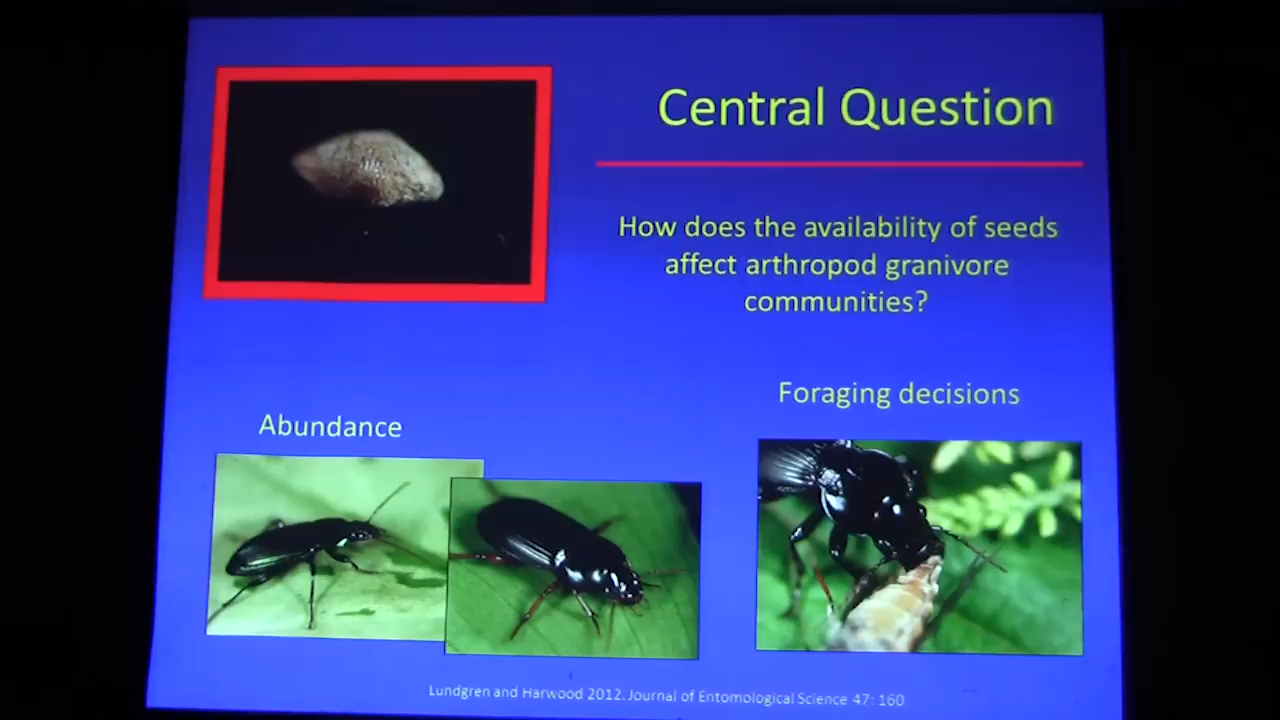 Central Question
How does the availability of seeds
affect arthropod granivore
communities?
Foraging decisions
Abundance
Lundgren and Harwood 2012. Journal of Entomological Science 47: 160